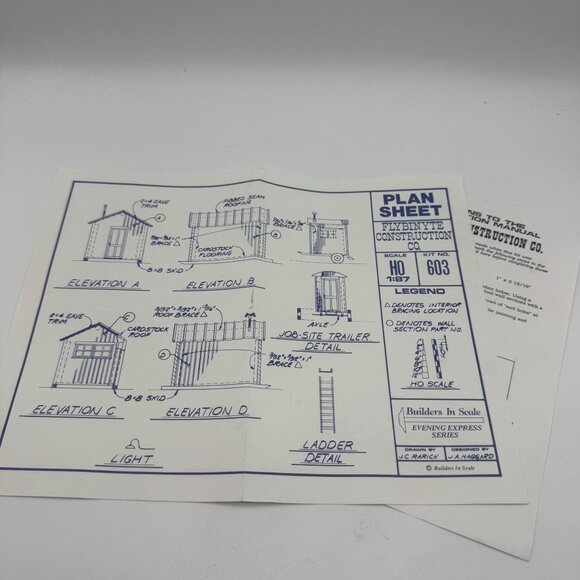 2×4 EAVE
TRIM
A
BRACE △
ELEVATION A
8×8 SKID
RIBBED SEAM
ROOFING
B
CARDSTOCK
FLOORING
ELEVATION B
BRACE △
JOB-SITE TRAILER
DETAIL
AXLE
2×4 EAVE
TRIM
C
CARDSTOCK
ROOF
ELEVATION C
8×8 SKID
ROOF BRACE △
D
ELEVATION D
BRACE △
LADDER
DETAIL
LIGHT
PLAN
SHEET
FLYBINYTE
CONSTRUCTION
CO.
SCALE
HO
1:87
KIT NO.
603
LEGEND
△ DENOTES INTERIOR
BRACING LOCATION
○ DENOTES WALL
SECTION PART NO.
HO SCALE
Builders In Scale
EVENING EXPRESS
SERIES
DRAWN BY
J.C. RARICK
DESIGNED BY
J.A. HAGGARD
© Builders In Scale
TO THE
MANUAL
CONSTRUCTION CO.